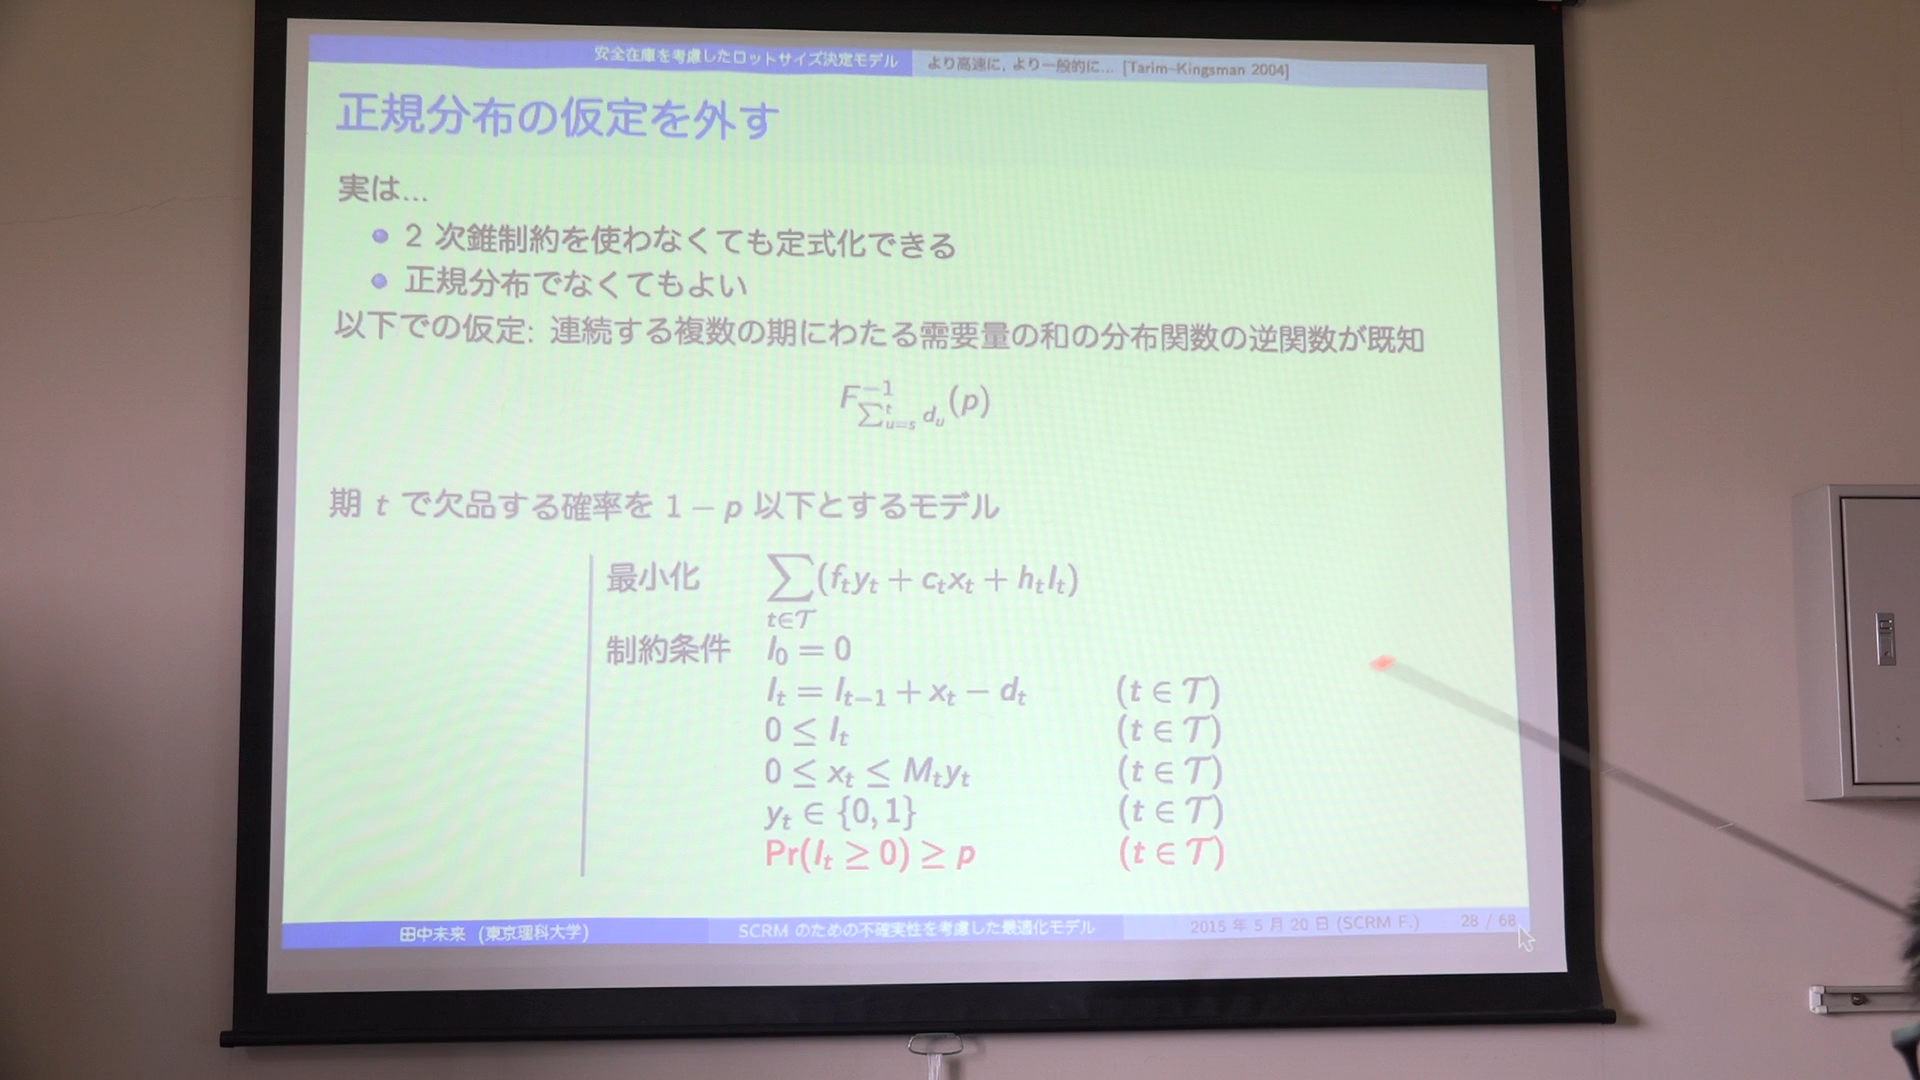 安全在庫を考慮したロットサイズ決定モデル より高速に, より一般的に... [Tarim–Kingsman 2004]
正規分布の仮定を外す
実は...
2 次錐制約を使わなくても定式化できる
正規分布でなくてもよい
以下での仮定: 連続する複数の期にわたる需要量の和の分布関数の逆関数が既知
F^{-1}_{∑^t_{u=s} d_u}(p)
期 t で欠品する確率を 1 − p 以下とするモデル
最小化 ∑_{t∈𝒯}(f_t y_t + c_t x_t + h_t I_t)
制約条件 I_0 = 0
I_t = I_{t−1} + x_t − d_t (t ∈ 𝒯)
0 ≤ I_t (t ∈ 𝒯)
0 ≤ x_t ≤ M_t y_t (t ∈ 𝒯)
y_t ∈ {0, 1} (t ∈ 𝒯)
Pr(I_t ≥ 0) ≥ p (t ∈ 𝒯)
田中未来 (東京理科大学) SCRM のための不確実性を考慮した最適化モデル 2015 年 5 月 20 日 (SCRM F.) 28 / 68